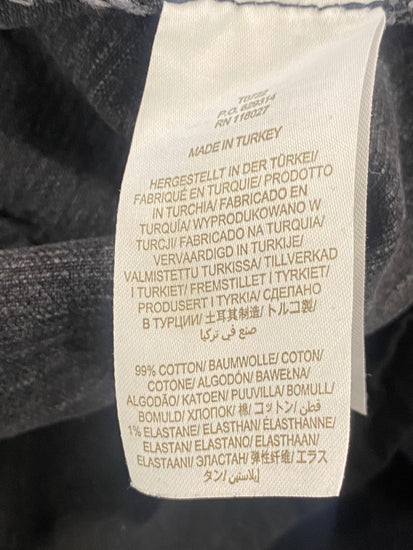 T0722
P.O. 629314
RN 118027
MADE IN TURKEY
HERGESTELLT IN DER TÜRKEI/
FABRIQUÉ EN TURQUIE/ PRODOTTO
IN TURCHIA/ FABRICADO EN
TURQUÍA/ WYPRODUKOWANO W
TURCJI/ FABRICADO NA TURQUIA/
VERVAARDIGD IN TURKIJE/
VALMISTETTU TURKISSA/ TILLVERKAD
I TURKIET/ FREMSTILLET I TYRKIET/
PRODUSERT I TYRKIA/ СДЕЛАНО
В ТУРЦИИ/ 土耳其制造/ トルコ製/
صنع في تركيا
99% COTTON/ BAUMWOLLE/ COTON/
COTONE/ ALGODÓN/ BAWEŁNA/
ALGODÃO/ KATOEN/ PUUVILLA/ BOMULL/
BOMULD/ ХЛОПОК/ 棉/ コットン/ قطن/
1% ELASTANE/ ELASTHAN/ ÉLASTHANNE/
ELASTAN/ ELASTANO/ ELASTHAAN/
ELASTAANI/ ЭЛАСТАН/ 弹性纤维/ エラス
タン/ إيلاستين/